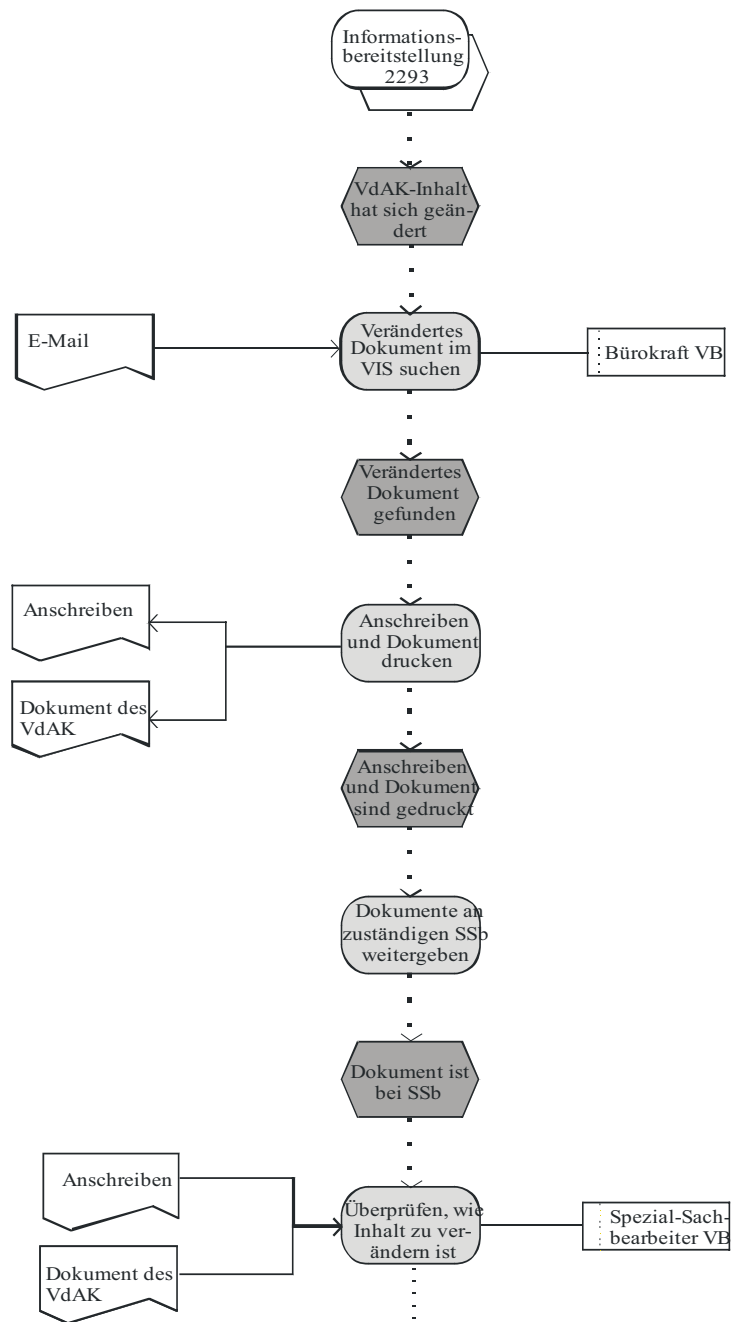 Informations-
bereitstellung
2293
VdAK-Inhalt
hat sich geän-
dert
E-Mail
Verändertes
Dokument im
VIS suchen
Bürokraft VB
Verändertes
Dokument
gefunden
Anschreiben
Dokument des
VdAK
Anschreiben
und Dokument
drucken
Anschreiben
und Dokument
sind gedruckt
Dokumente an
zuständigen SSb
weitergeben
Dokument ist
bei SSb
Anschreiben
Dokument des
VdAK
Überprüfen, wie
Inhalt zu ver-
ändern ist
Spezial-Sach-
bearbeiter VB